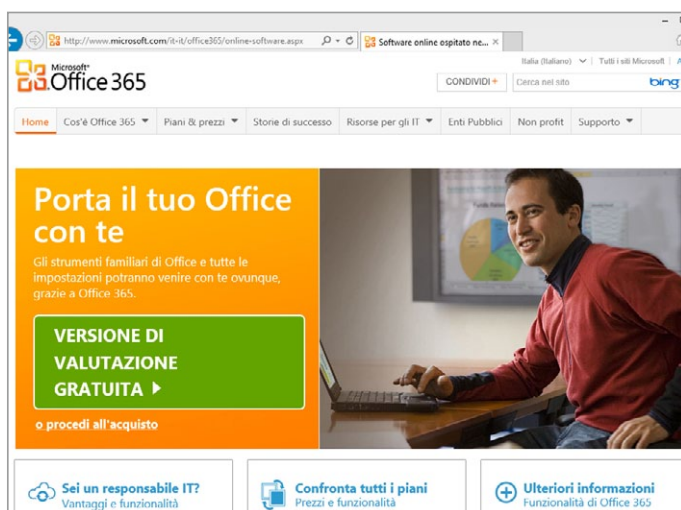 http://www.microsoft.com/it-it/office365/online-software.aspx
Software online ospitato ne...
Italia (Italiano) | Tutti i siti Microsoft |
Microsoft®
Office 365
CONDIVIDI +
Cerca nel sito
bing
Home
Cos'è Office 365
Piani & prezzi
Storie di successo
Risorse per gli IT
Enti Pubblici
Non profit
Supporto
Porta il tuo Office
con te
Gli strumenti familiari di Office e tutte le
impostazioni potranno venire con te ovunque,
grazie a Office 365.
VERSIONE DI
VALUTAZIONE
GRATUITA
o procedi all'acquisto
Sei un responsabile IT?
Vantaggi e funzionalità
Confronta tutti i piani
Prezzi e funzionalità
Ulteriori informazioni
Funzionalità di Office 365